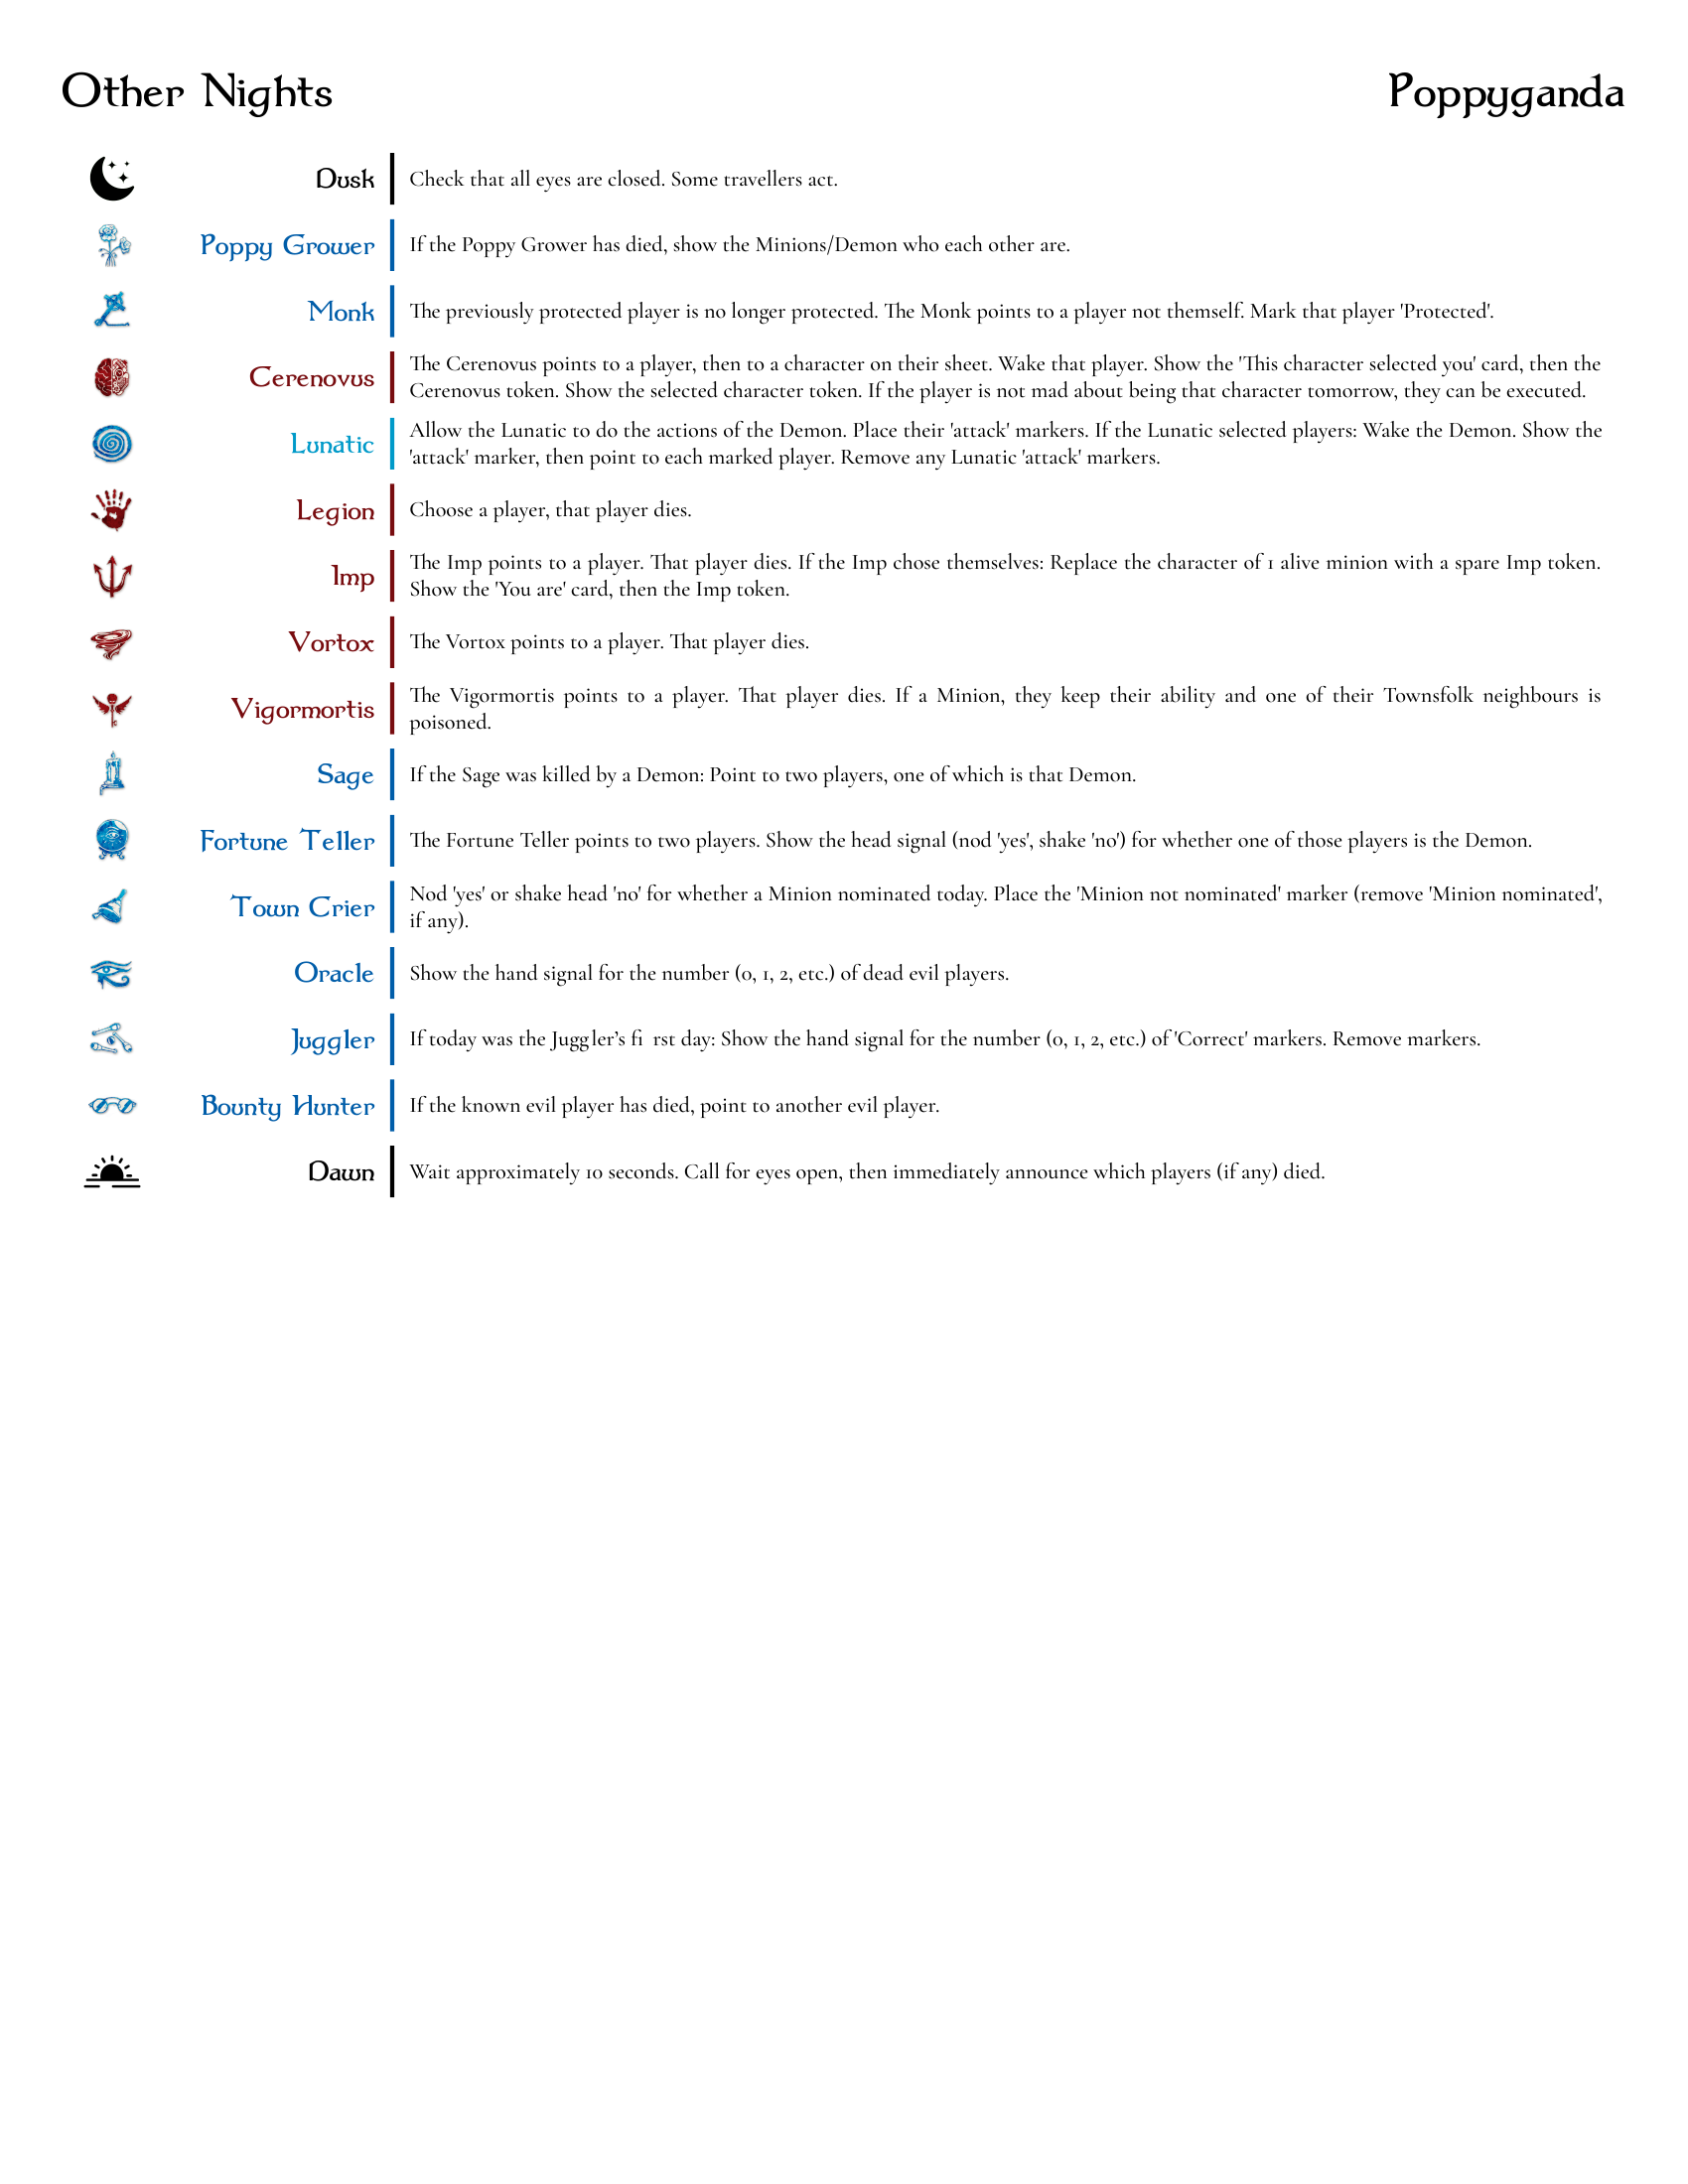 Other Nights
Poppyganda
Dusk
Check that all eyes are closed. Some travellers act.
Poppy Grower
If the Poppy Grower has died, show the Minions/Demon who each other are.
Monk
The previously protected player is no longer protected. The Monk points to a player not themself. Mark that player 'Protected'.
Cerenovus
The Cerenovus points to a player, then to a character on their sheet. Wake that player. Show the 'This character selected you' card, then the
Cerenovus token. Show the selected character token. If the player is not mad about being that character tomorrow, they can be executed.
Lunatic
Allow the Lunatic to do the actions of the Demon. Place their 'attack' markers. If the Lunatic selected players: Wake the Demon. Show the
'attack' marker, then point to each marked player. Remove any Lunatic 'attack' markers.
Legion
Choose a player, that player dies.
Imp
The Imp points to a player. That player dies. If the Imp chose themselves: Replace the character of 1 alive minion with a spare Imp token.
Show the 'You are' card, then the Imp token.
Vortox
The Vortox points to a player. That player dies.
Vigormortis
The Vigormortis points to a player. That player dies. If a Minion, they keep their ability and one of their Townsfolk neighbours is
poisoned.
Sage
If the Sage was killed by a Demon: Point to two players, one of which is that Demon.
Fortune Teller
The Fortune Teller points to two players. Show the head signal (nod 'yes', shake 'no') for whether one of those players is the Demon.
Town Crier
Nod 'yes' or shake head 'no' for whether a Minion nominated today. Place the 'Minion not nominated' marker (remove 'Minion nominated',
if any).
Oracle
Show the hand signal for the number (0, 1, 2, etc.) of dead evil players.
Juggler
If today was the Juggler’s fi rst day: Show the hand signal for the number (0, 1, 2, etc.) of 'Correct' markers. Remove markers.
Bounty Hunter
If the known evil player has died, point to another evil player.
Dawn
Wait approximately 10 seconds. Call for eyes open, then immediately announce which players (if any) died.